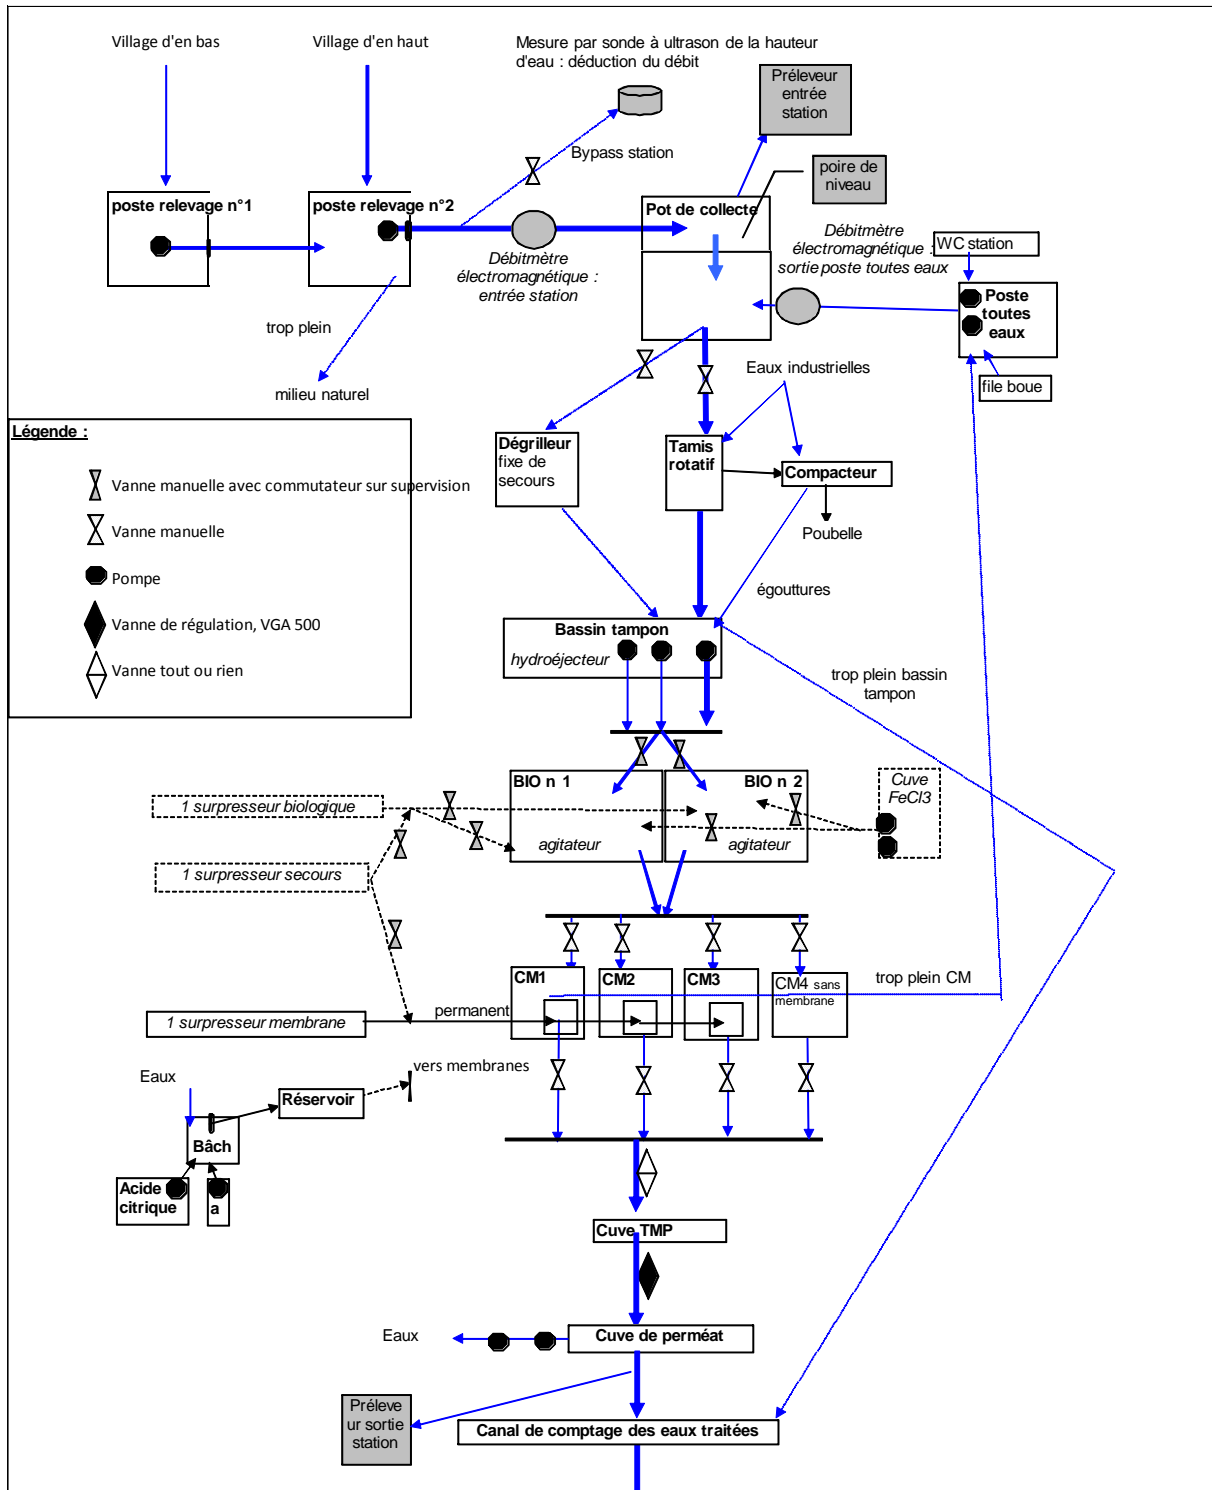 Village d'en bas
Village d'en haut
Mesure par sonde à ultrason de la hauteur
d'eau : déduction du débit
Préleveur
entrée
station
Bypass station
poire de
niveau
poste relevage n°1
poste relevage n°2
Pot de collecte
Débitmètre
électromagnétique :
entrée station
Débitmètre
électromagnétique :
sortie poste toutes eaux
WC station
Poste
toutes
eaux
trop plein
milieu naturel
Eaux industrielles
file boue
Légende :
Vanne manuelle avec commutateur sur supervision
Vanne manuelle
Pompe
Vanne de régulation, VGA 500
Vanne tout ou rien
Dégrilleur
fixe de
secours
Tamis
rotatif
Compacteur
Poubelle
égouttures
Bassin tampon
hydroéjecteur
trop plein bassin
tampon
BIO n 1
BIO n 2
Cuve
FeCl3
1 surpresseur biologique
agitateur
agitateur
1 surpresseur secours
CM1
CM2
CM3
CM4 sans
membrane
trop plein CM
1 surpresseur membrane
permanent
vers membranes
Eaux
Réservoir
Bâch
Acide
citrique
a
Cuve TMP
Eaux
Cuve de perméat
Préleve
ur sortie
station
Canal de comptage des eaux traitées